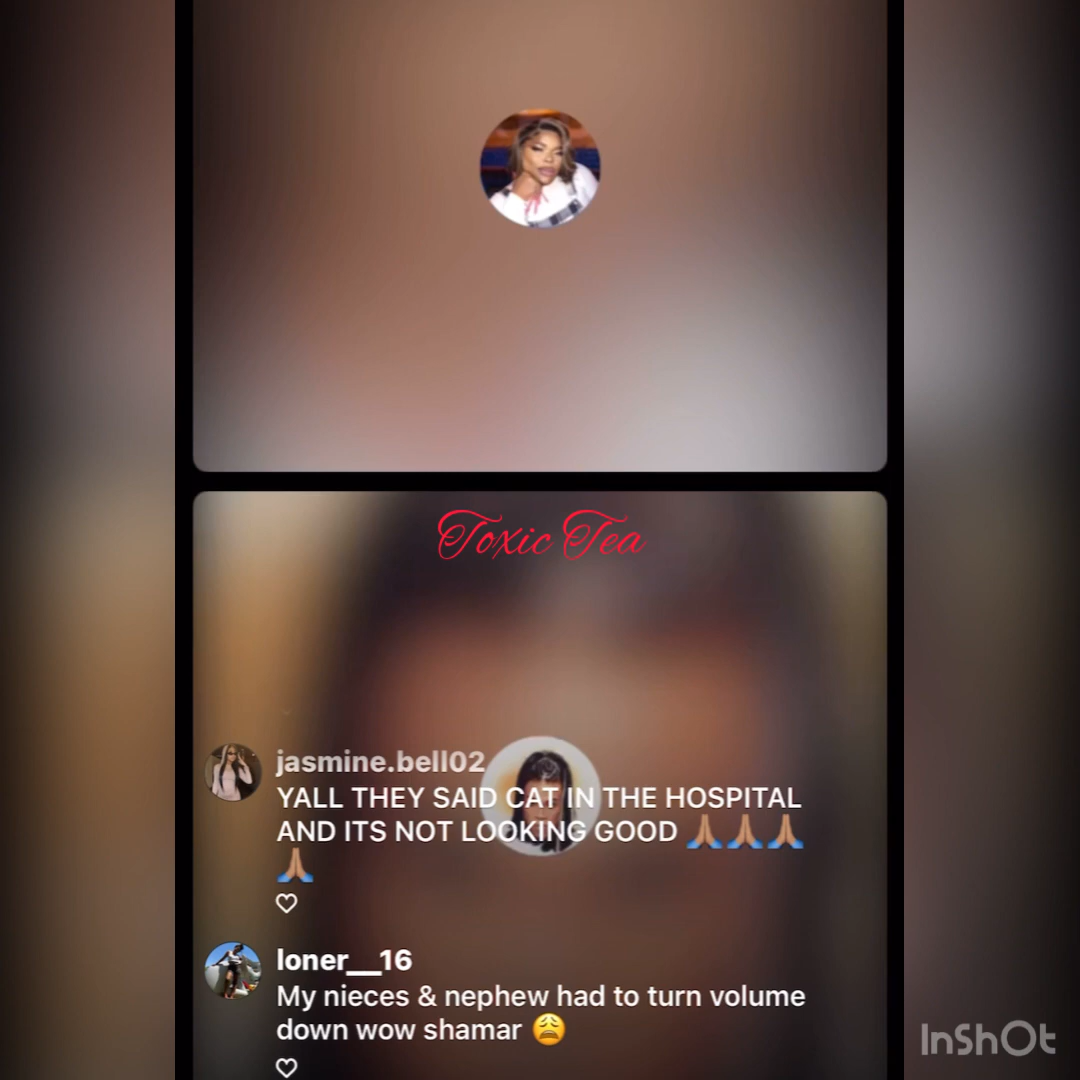 Toxic Tea
jasmine.bell02
YALL THEY SAID CAT IN THE HOSPITAL
AND ITS NOT LOOKING GOOD 🙏🏽🙏🏽🙏🏽
🙏🏽
loner__16
My nieces & nephew had to turn volume
down wow shamar 😩
InShOt